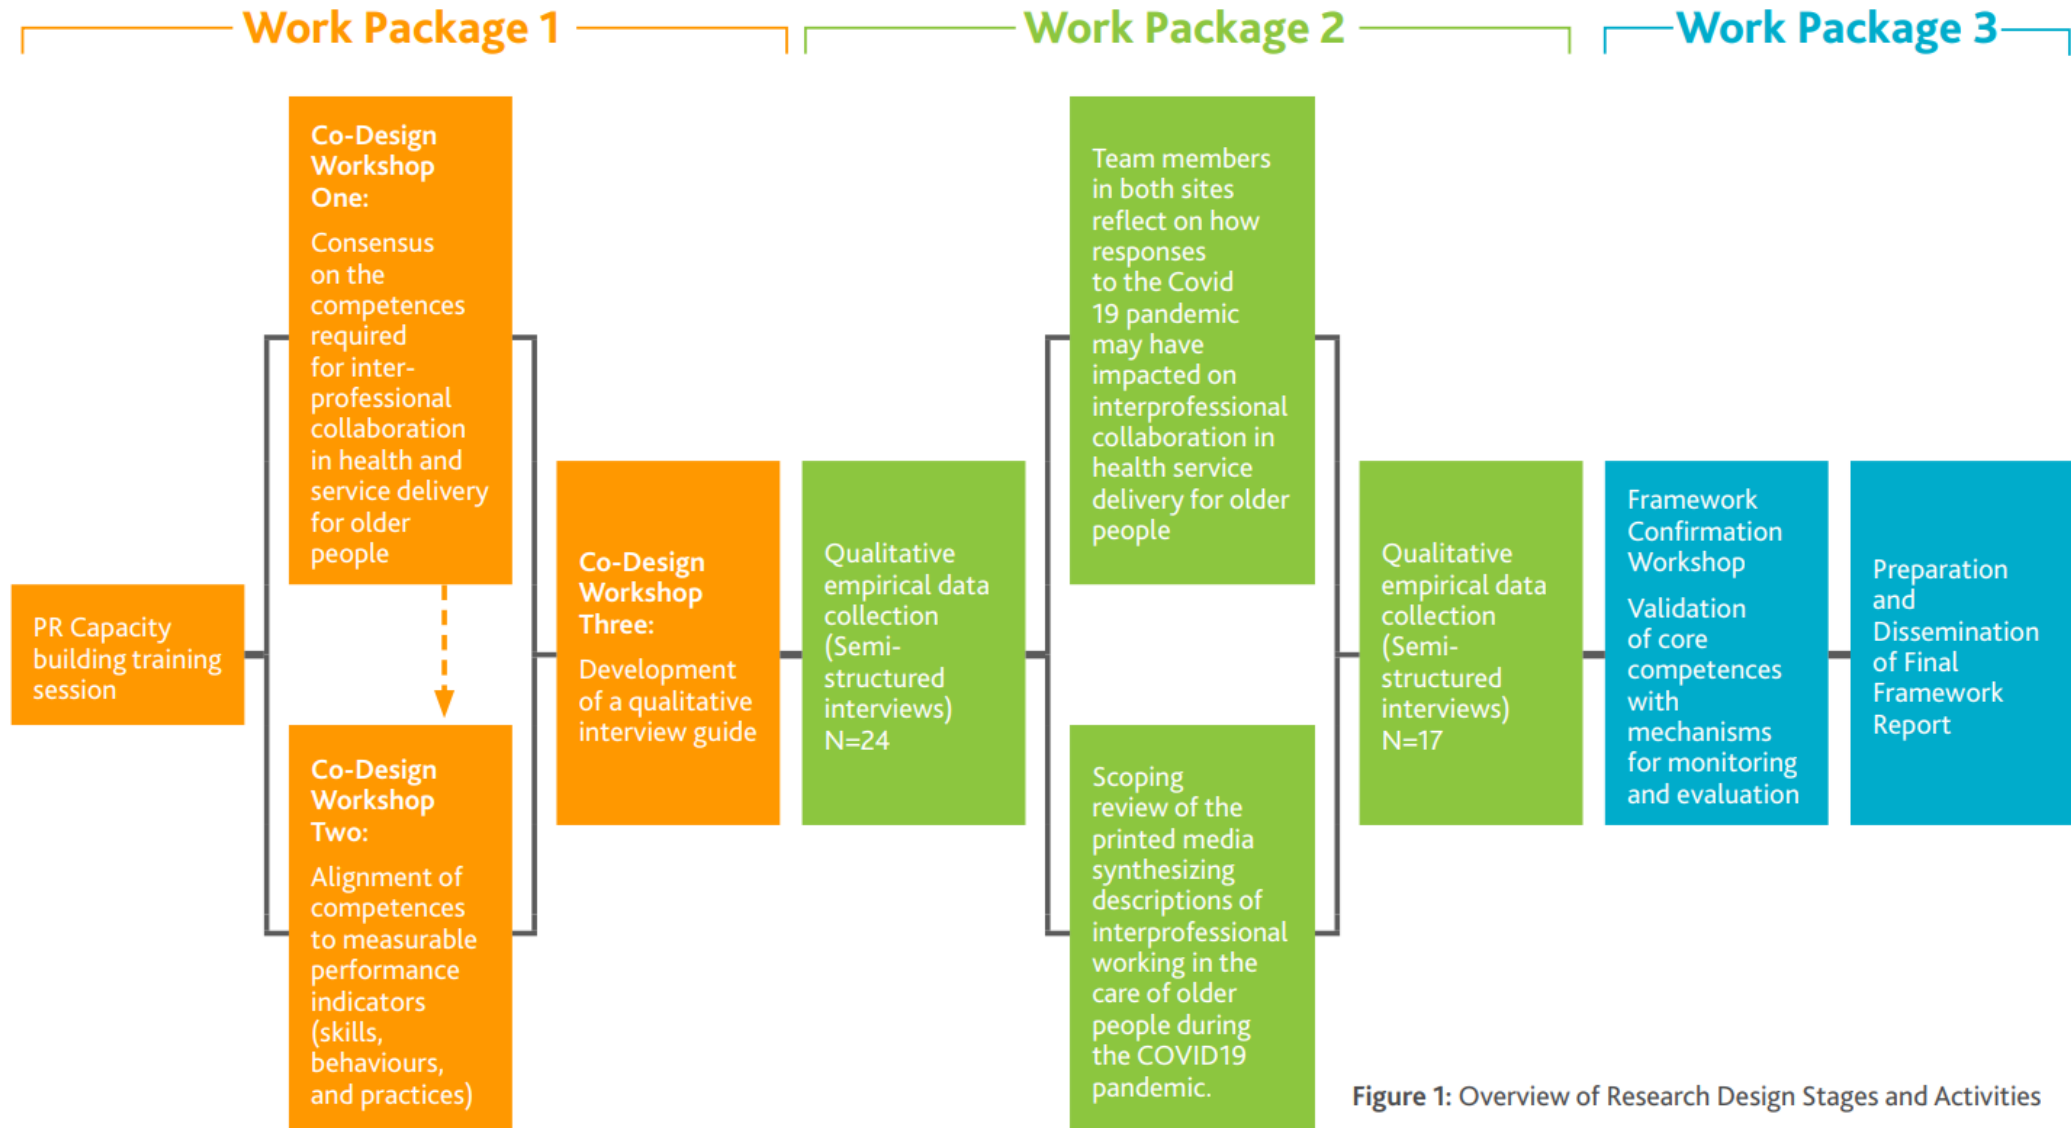 Work Package 1
Work Package 2
Work Package 3
PR Capacity
building training
session
Co-Design
Workshop
One:
Consensus
on the
competences
required
for inter-
professional
collaboration
in health and
service delivery
for older
people
Co-Design
Workshop
Two:
Alignment of
competences
to measurable
performance
indicators
(skills,
behaviours,
and practices)
Co-Design
Workshop
Three:
Development
of a qualitative
interview guide
Qualitative
empirical data
collection
(Semi-
structured
interviews)
N=24
Team members
in both sites
reflect on how
responses
to the Covid
19 pandemic
may have
impacted on
interprofessional
collaboration in
health service
delivery for older
people
Scoping
review of the
printed media
synthesizing
descriptions of
interprofessional
working in the
care of older
people during
the COVID19
pandemic.
Qualitative
empirical data
collection
(Semi-
structured
interviews)
N=17
Framework
Confirmation
Workshop
Validation
of core
competences
with
mechanisms
for monitoring
and evaluation
Preparation
and
Dissemination
of Final
Framework
Report
Figure 1: Overview of Research Design Stages and Activities